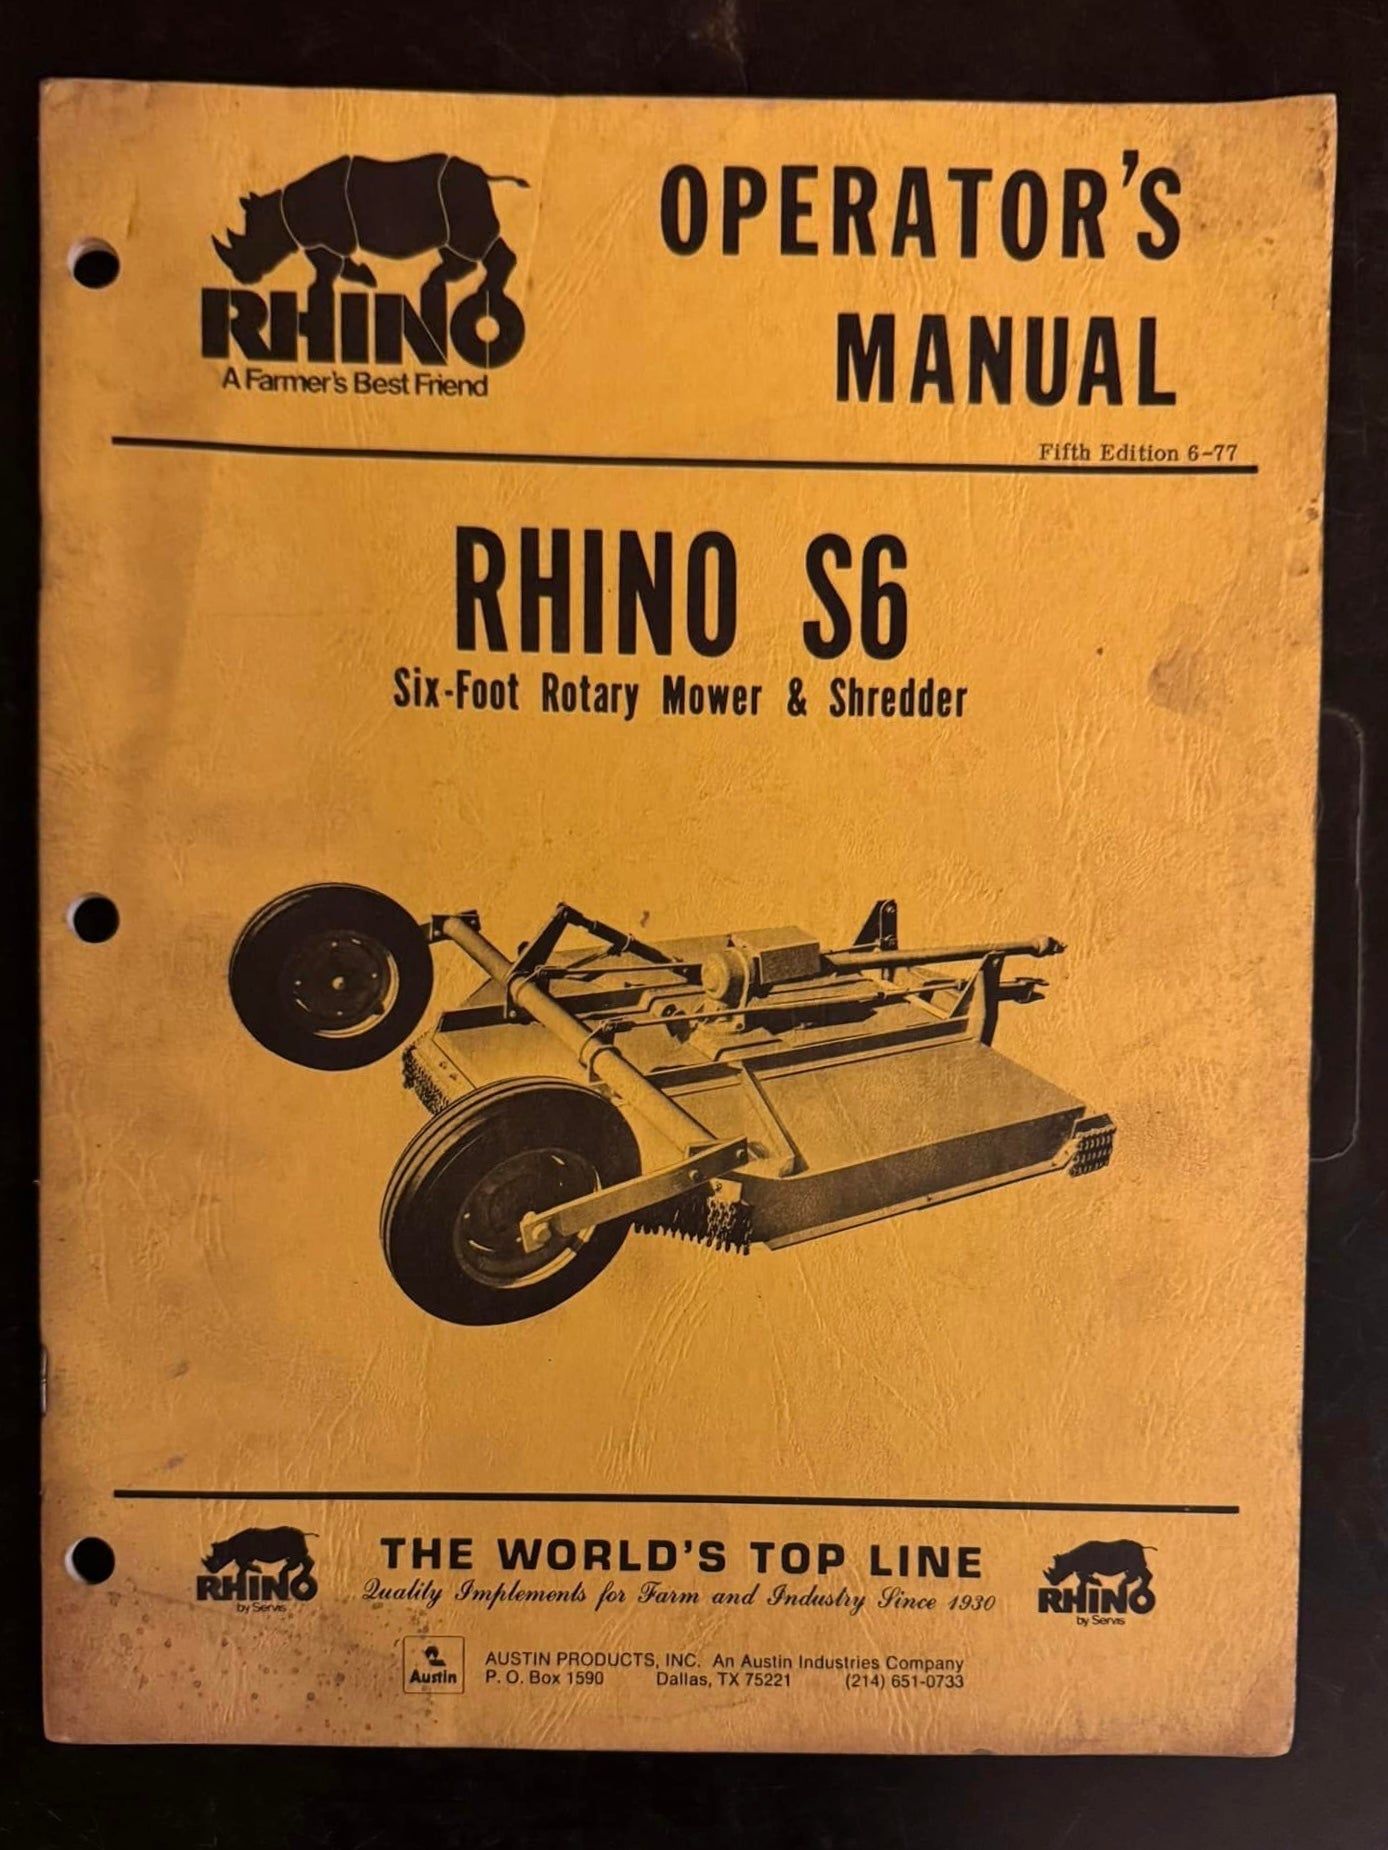 RHINO
A Farmer's Best Friend
OPERATOR'S
MANUAL
Fifth Edition 6-77
RHINO S6
Six-Foot Rotary Mower & Shredder
RHINO
by Servis
THE WORLD'S TOP LINE
Quality Implements for Farm and Industry Since 1930
RHINO
by Servis
Austin
AUSTIN PRODUCTS, INC. An Austin Industries Company
P. O. Box 1590 Dallas, TX 75221 (214) 651-0733